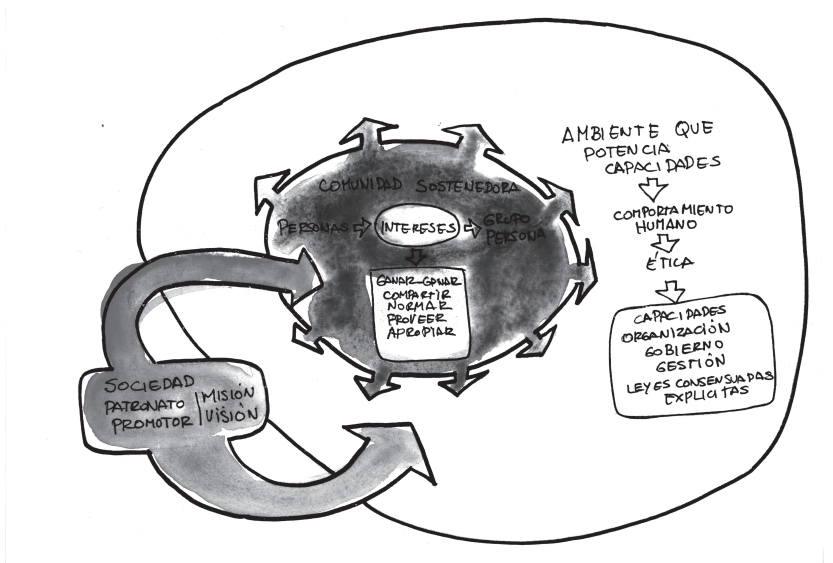 AMBIENTE QUE
POTENCIA
CAPACIDADES
COMPORTAMIENTO
HUMANO
ÉTICA
CAPACIDADES
ORGANIZACIÓN
GOBIERNO
GESTIÓN
LEYES CONSENSUADAS
EXPLICITAS
COMUNIDAD SOSTENEDORA
PERSONAS
INTERESES
GRUPO
PERSONA
GANAR-GANAR
COMPARTIR
NORMAR
PROVEER
APROPIAR
SOCIEDAD
PATRONATO
PROMOTOR
MISIÓN
VISIÓN